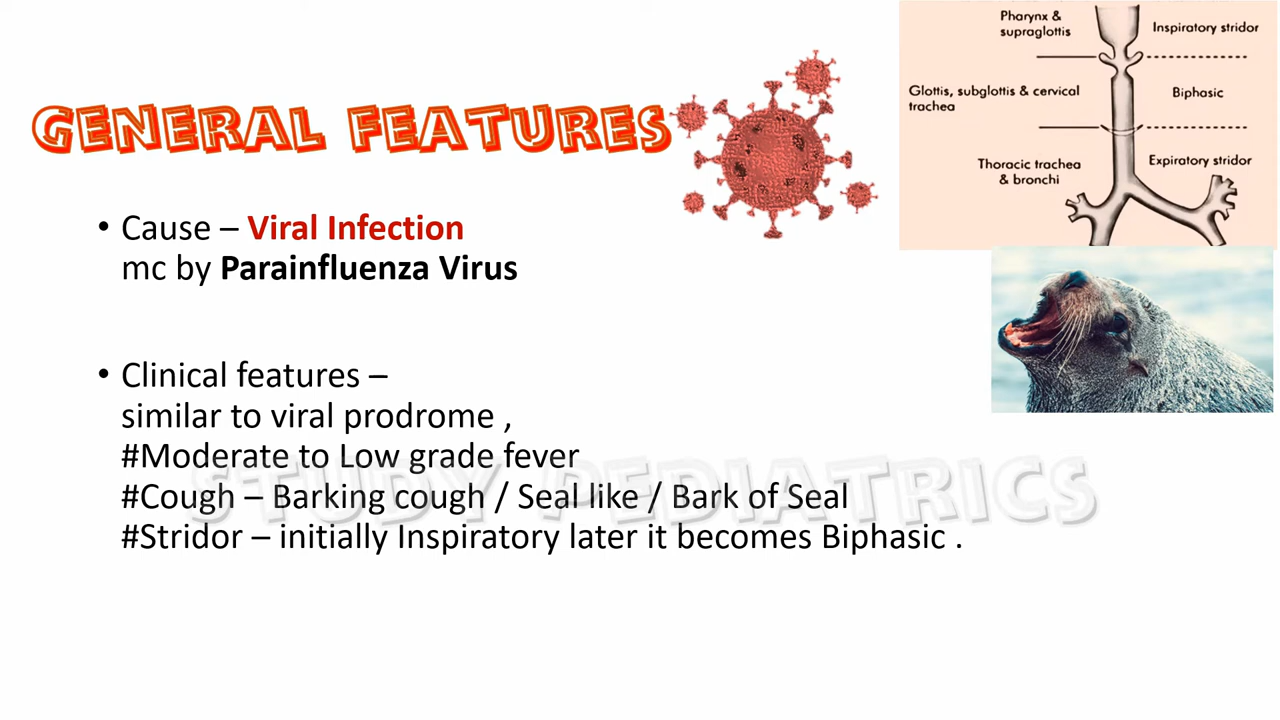 GENERAL FEATURES
• Cause – Viral Infection
mc by Parainfluenza Virus
• Clinical features –
similar to viral prodrome ,
#Moderate to Low grade fever
#Cough – Barking cough / Seal like / Bark of Seal
#Stridor – initially Inspiratory later it becomes Biphasic .
STUDY PEDIATRICS
Pharynx &
supraglottis
Inspiratory stridor
Glottis, subglottis & cervical
trachea
Biphasic
Thoracic trachea
& bronchi
Expiratory stridor